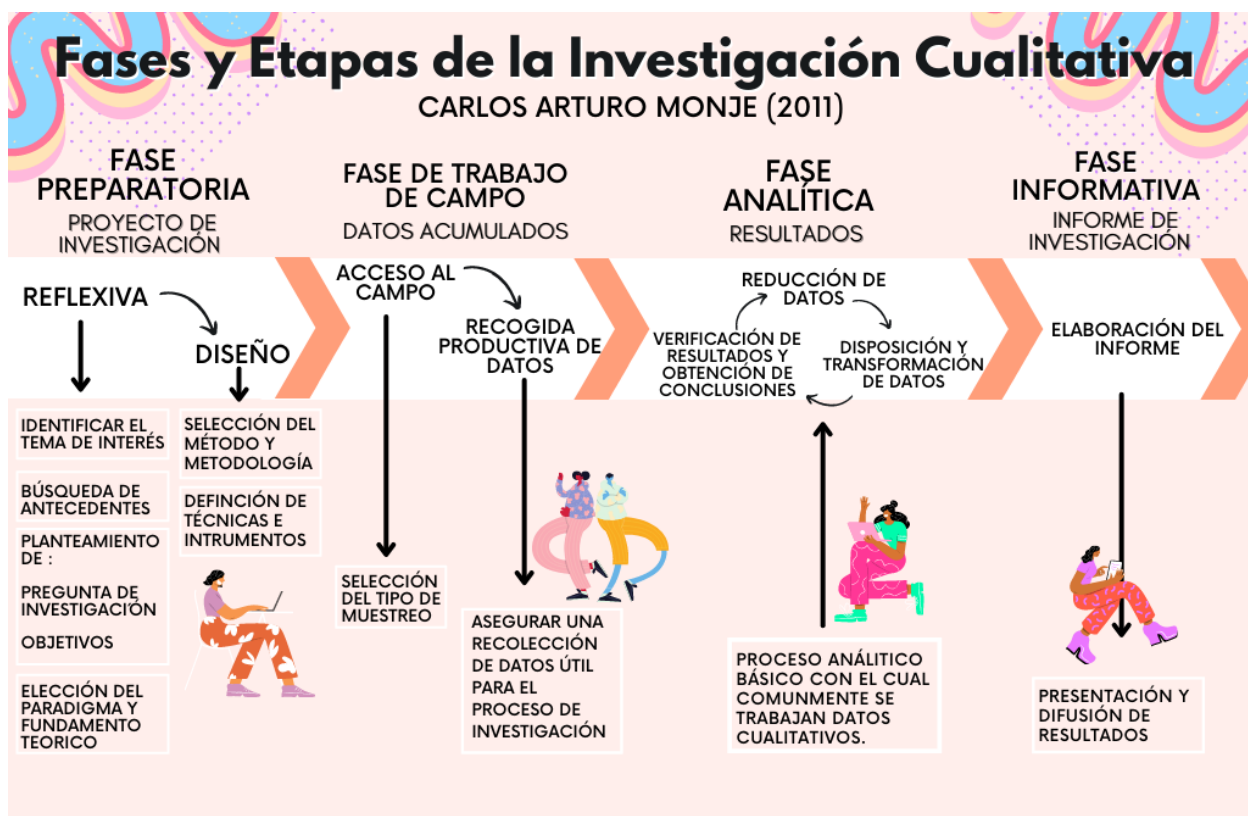 Fases y Etapas de la Investigación Cualitativa
CARLOS ARTURO MONJE (2011)
FASE
PREPARATORIA
PROYECTO DE
INVESTIGACIÓN
REFLEXIVA
DISEÑO
IDENTIFICAR EL
TEMA DE INTERÉS
BÚSQUEDA DE
ANTECEDENTES
PLANTEAMIENTO
DE :
PREGUNTA DE
INVESTIGACIÓN
OBJETIVOS
ELECCIÓN DEL
PARADIGMA Y
FUNDAMENTO
TEORICO
SELECCIÓN DEL
MÉTODO Y
METODOLOGÍA
DEFINCIÓN DE
TÉCNICAS E
INTRUMENTOS
FASE DE TRABAJO
DE CAMPO
DATOS ACUMULADOS
ACCESO AL
CAMPO
RECOGIDA
PRODUCTIVA DE
DATOS
SELECCIÓN
DEL TIPO DE
MUESTREO
ASEGURAR UNA
RECOLECCIÓN
DE DATOS ÚTIL
PARA EL
PROCESO DE
INVESTIGACIÓN
FASE
ANALÍTICA
RESULTADOS
REDUCCIÓN DE
DATOS
VERIFICACIÓN DE
RESULTADOS Y
OBTENCIÓN DE
CONCLUSIONES
DISPOSICIÓN Y
TRANSFORMACIÓN
DE DATOS
PROCESO ANÁLITICO
BÁSICO CON EL CUAL
COMUNMENTE SE
TRABAJAN DATOS
CUALITATIVOS.
FASE
INFORMATIVA
INFORME DE
INVESTIGACIÓN
ELABORACIÓN DEL
INFORME
PRESENTACIÓN Y
DIFUSIÓN DE
RESULTADOS